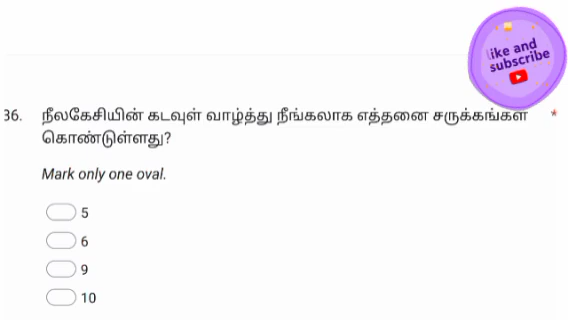 like and
subscribe
36. நீலகேசியின் கடவுள் வாழ்த்து நீங்கலாக எத்தனை சருக்கங்கள் *
கொண்டுள்ளது?
Mark only one oval.
5
6
9
10